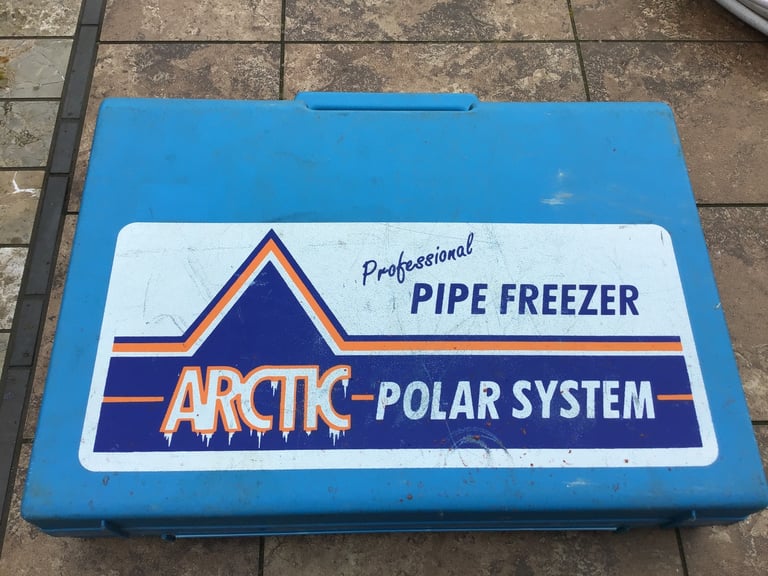 Professional
PIPE FREEZER
ARCTIC POLAR SYSTEM